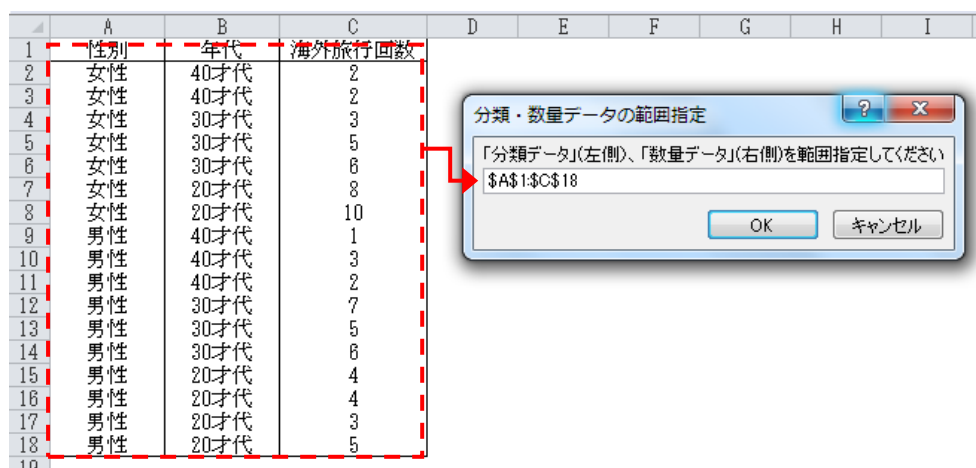 A B C D E F G H I
1 性別 年代 海外旅行回数
2 女性 40才代 2
3 女性 40才代 2
4 女性 30才代 3
5 女性 30才代 5
6 女性 30才代 6
7 女性 20才代 8
8 女性 20才代 10
9 男性 40才代 1
10 男性 40才代 3
11 男性 40才代 2
12 男性 30才代 7
13 男性 30才代 5
14 男性 30才代 6
15 男性 20才代 4
16 男性 20才代 4
17 男性 20才代 3
18 男性 20才代 5
19
分類・数量データの範囲指定
「分類データ」(左側)、「数量データ」(右側)を範囲指定してください
$A$1:$C$18
OK キャンセル